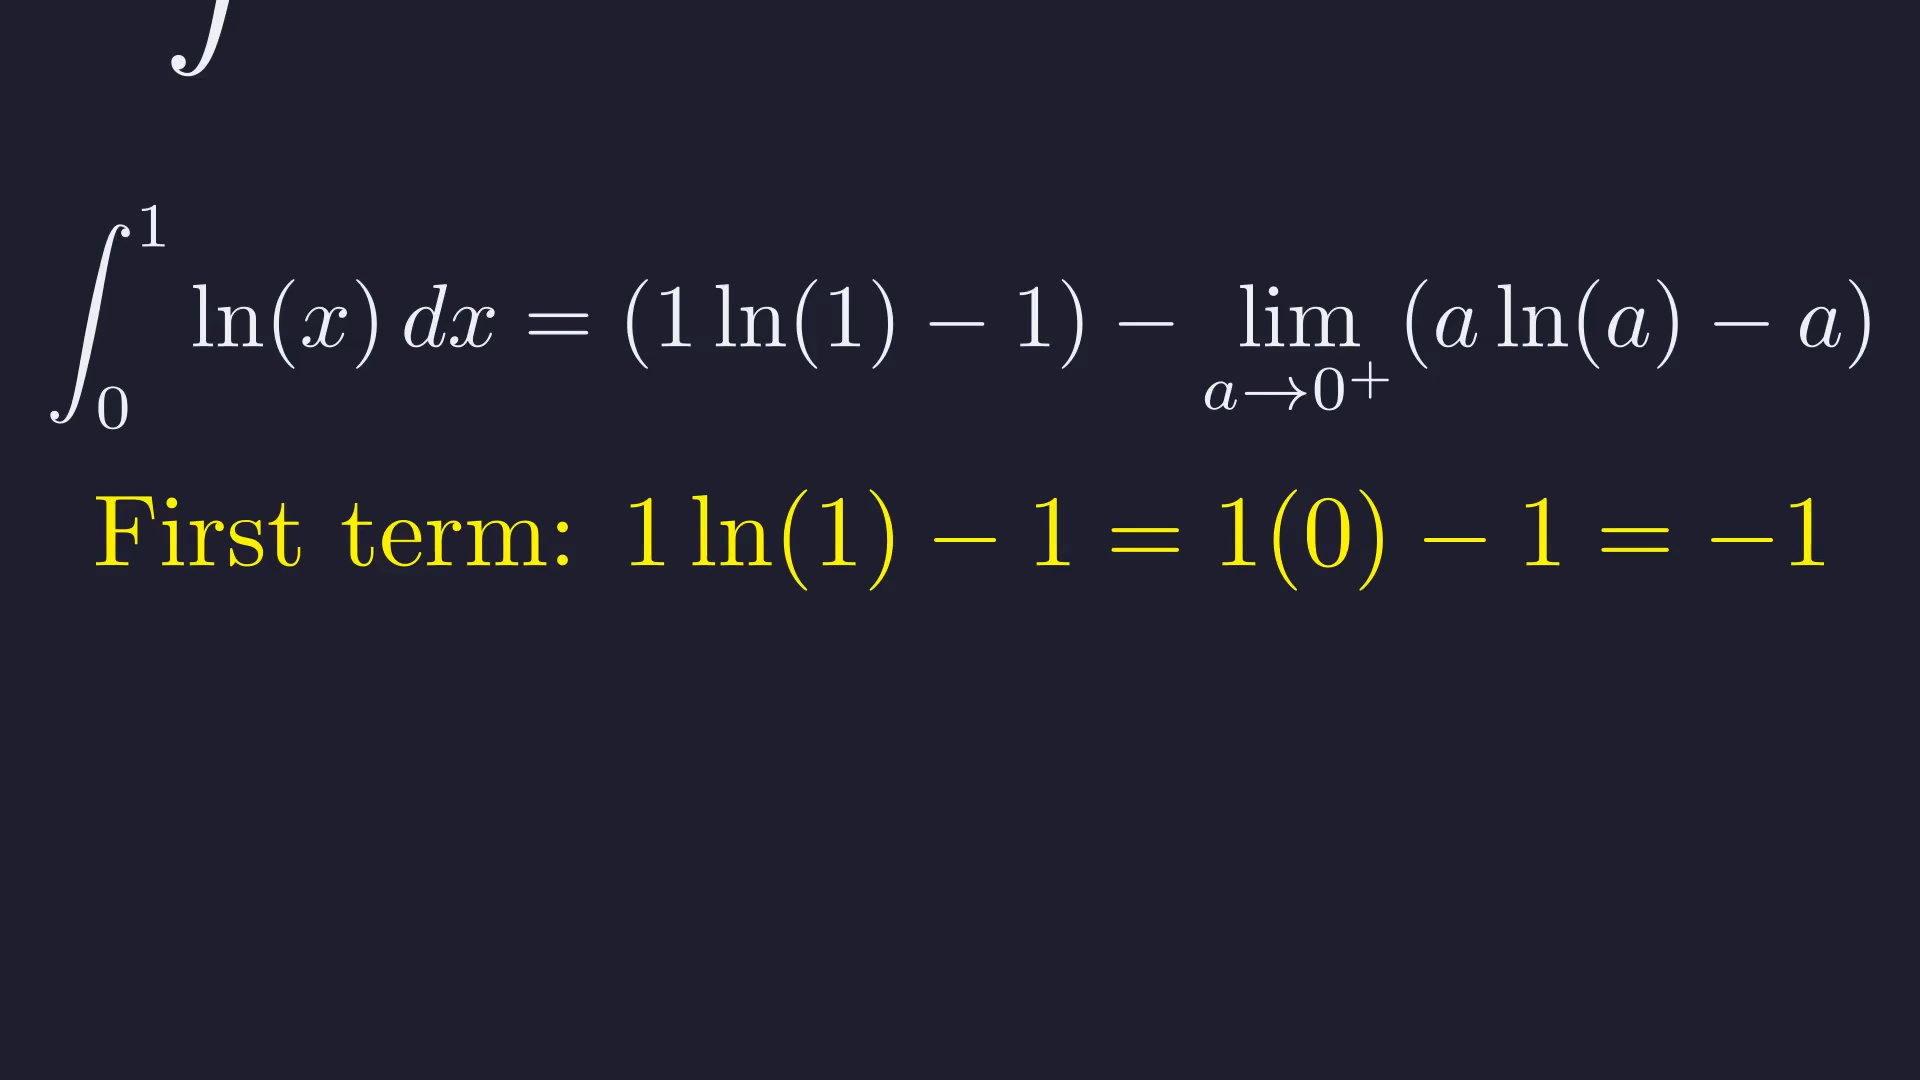 ∫₀¹ ln(x) dx = (1 ln(1) − 1) − lim_{a→0⁺} (a ln(a) − a)
First term: 1 ln(1) − 1 = 1(0) − 1 = −1